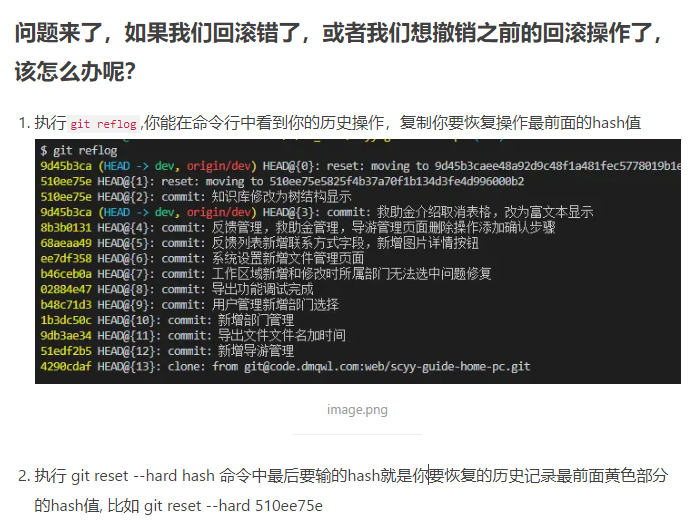 问题来了，如果我们回滚错了，或者我们想撤销之前的回滚操作了，
该怎么办呢？
1. 执行 git reflog ,你能在命令行中看到你的历史操作，复制你要恢复操作最前面的hash值
$ git reflog
9d45b3ca (HEAD -> dev, origin/dev) HEAD@{0}: reset: moving to 9d45b3caee48a92d9c48f1a481fec5778019b1e
510ee75e HEAD@{1}: reset: moving to 510ee75e5825f4b37a70f1b134d3fe4d996000b2
510ee75e HEAD@{2}: commit: 知识库修改为树结构显示
9d45b3ca (HEAD -> dev, origin/dev) HEAD@{3}: commit: 救助金介绍取消表格，改为富文本显示
8b3b0131 HEAD@{4}: commit: 反馈管理，救助金管理，导游管理页面删除操作添加确认步骤
68aeaa49 HEAD@{5}: commit: 反馈列表新增联系方式字段，新增图片详情按钮
ee7df358 HEAD@{6}: commit: 系统设置新增文件管理页面
b46ceb0a HEAD@{7}: commit: 工作区域新增和修改时所属部门无法选中问题修复
02884e47 HEAD@{8}: commit: 导出功能调试完成
b48c71d3 HEAD@{9}: commit: 用户管理新增部门选择
1b3dc50c HEAD@{10}: commit: 新增部门管理
9db3ae34 HEAD@{11}: commit: 导出文件文件名加时间
51edf2b5 HEAD@{12}: commit: 新增导游管理
4290cdaf HEAD@{13}: clone: from git@code.dmqwl.com:web/scyy-guide-home-pc.git
image.png
2. 执行 git reset --hard hash 命令中最后要输的hash就是你要恢复的历史记录最前面黄色部分
的hash值, 比如 git reset --hard 510ee75e